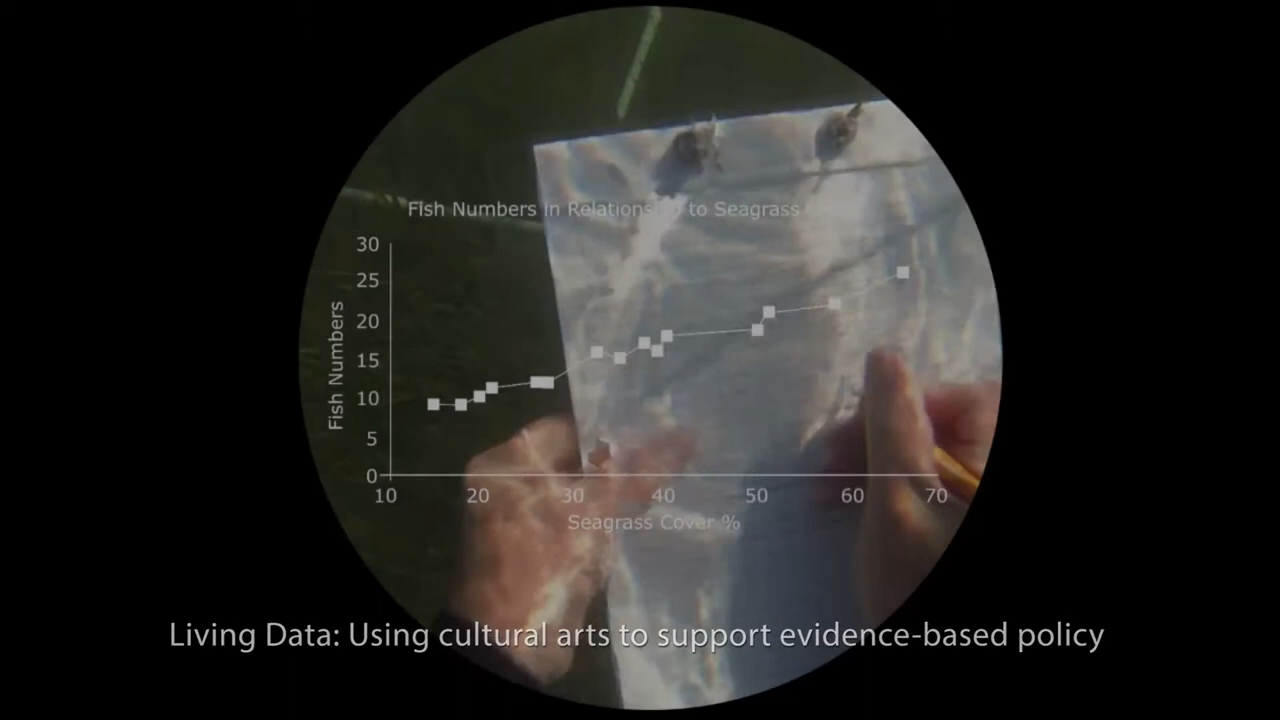 Fish Numbers in Relationship to Seagrass
30
25
20
15
10
5
0
Fish Numbers
10 20 30 40 50 60 70
Seagrass Cover %
Living Data: Using cultural arts to support evidence-based policy